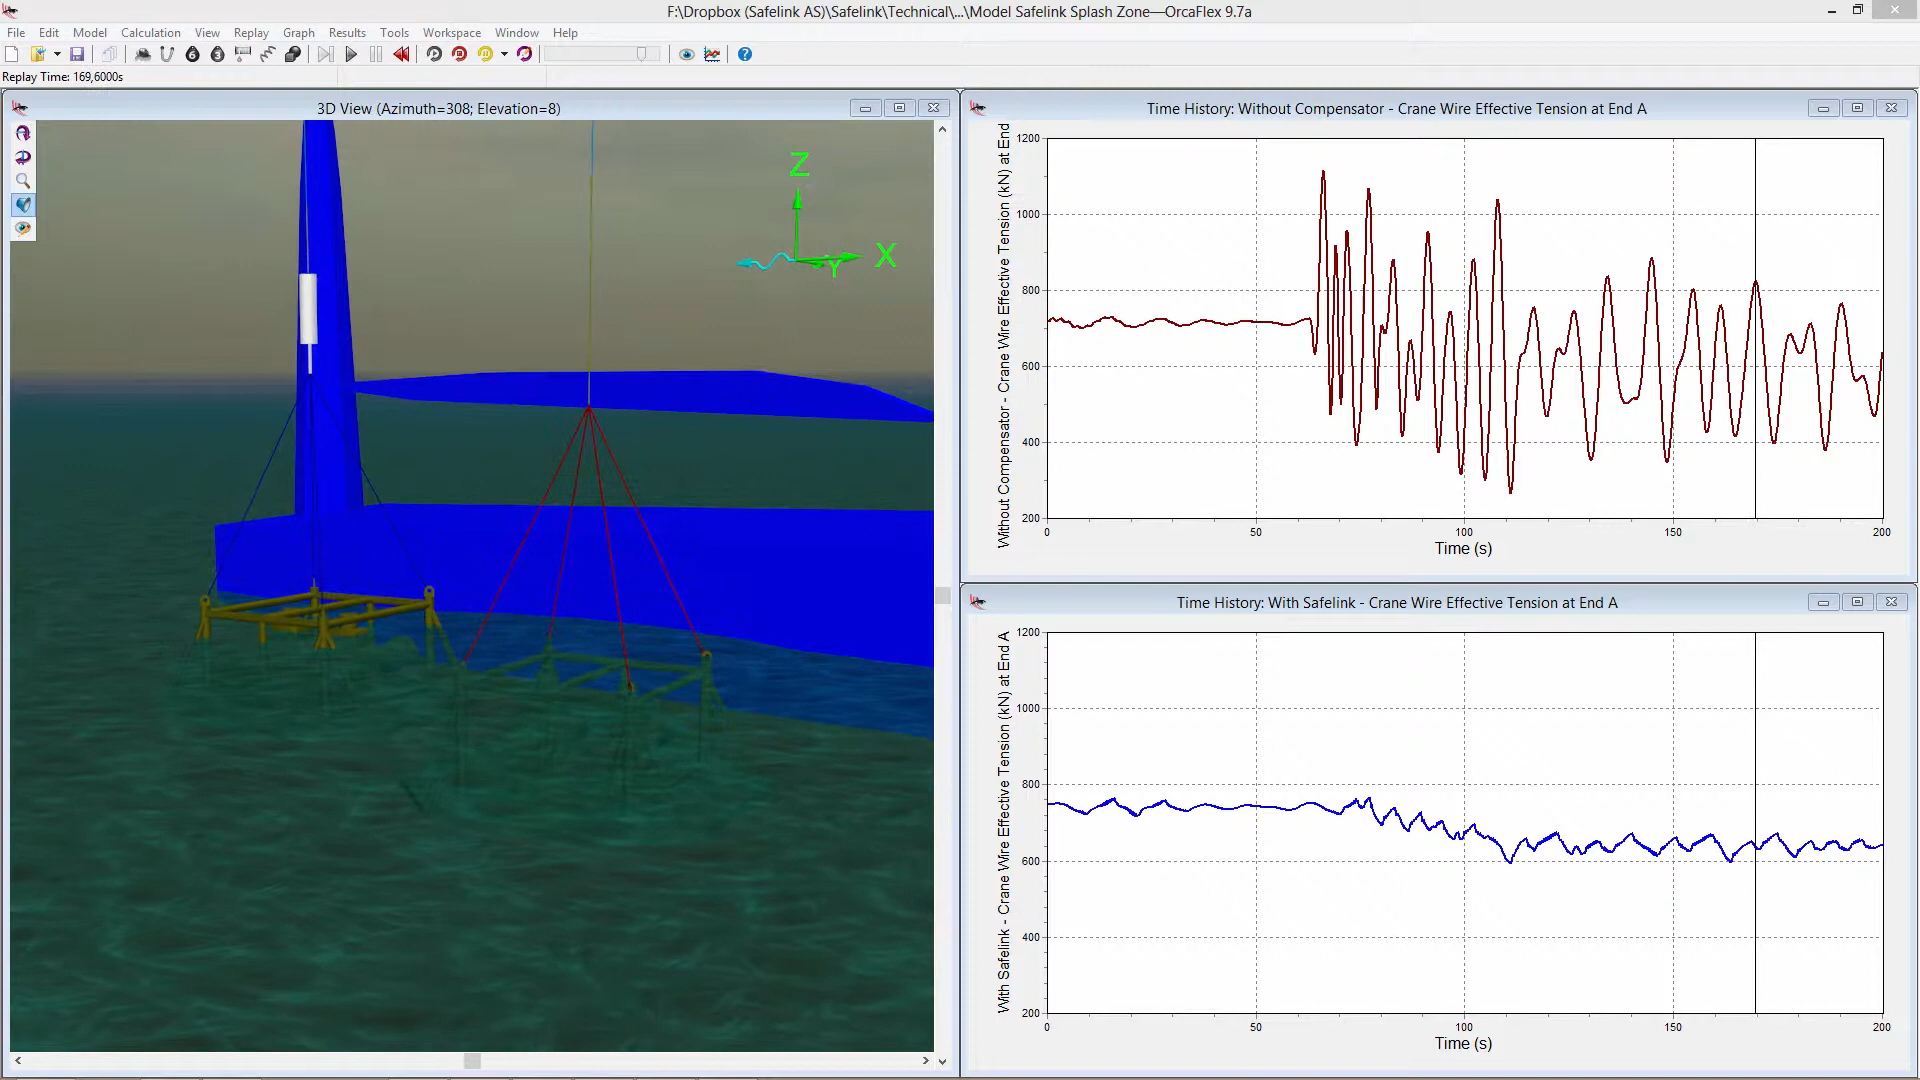 F:\Dropbox (Safelink AS)\Safelink\Technical\...\Model Safelink Splash Zone—OrcaFlex 9.7a
File Edit Model Calculation View Replay Graph Results Tools Workspace Window Help
Replay Time: 169,6000s
3D View (Azimuth=308; Elevation=8)
Z
X
Y
Time History: Without Compensator - Crane Wire Effective Tension at End A
Without Compensator - Crane Wire Effective Tension (kN) at End
1200
1000
800
600
400
200
0 50 100 150 200
Time (s)
Time History: With Safelink - Crane Wire Effective Tension at End A
With Safelink - Crane Wire Effective Tension (kN) at End A
1200
1000
800
600
400
200
0 50 100 150 200
Time (s)